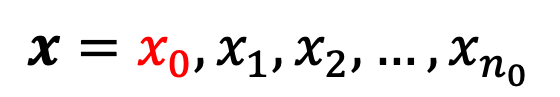 x = x₀, x₁, x₂, ... , xₙ₀